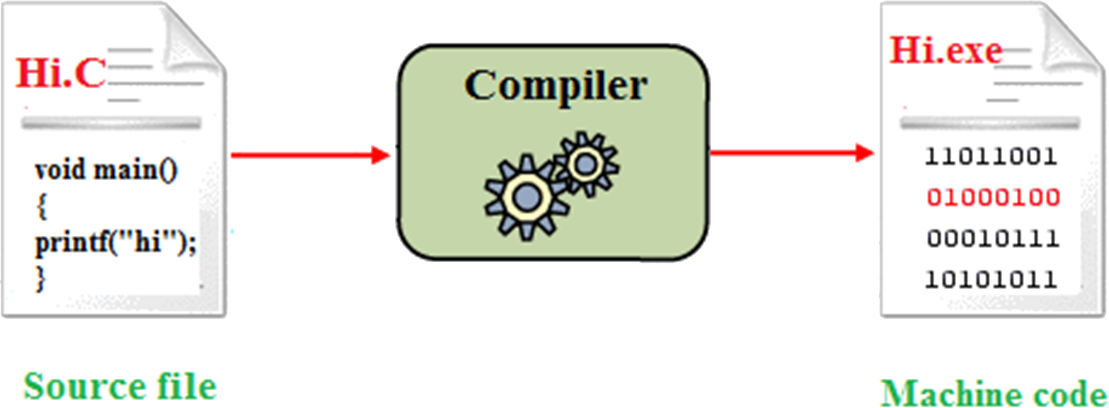 Hi.C
void main()
{
printf("hi");
}
Source file
Compiler
Hi.exe
11011001
01000100
00010111
10101011
Machine code